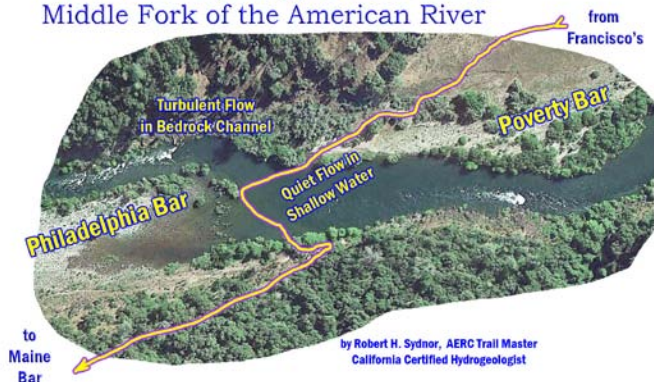 Middle Fork of the American River
from
Francisco's
Turbulent Flow
in Bedrock Channel
Poverty Bar
Quiet Flow in
Shallow Water
Philadelphia Bar
to
Maine
Bar
by Robert H. Sydnor, AERC Trail Master
California Certified Hydrogeologist